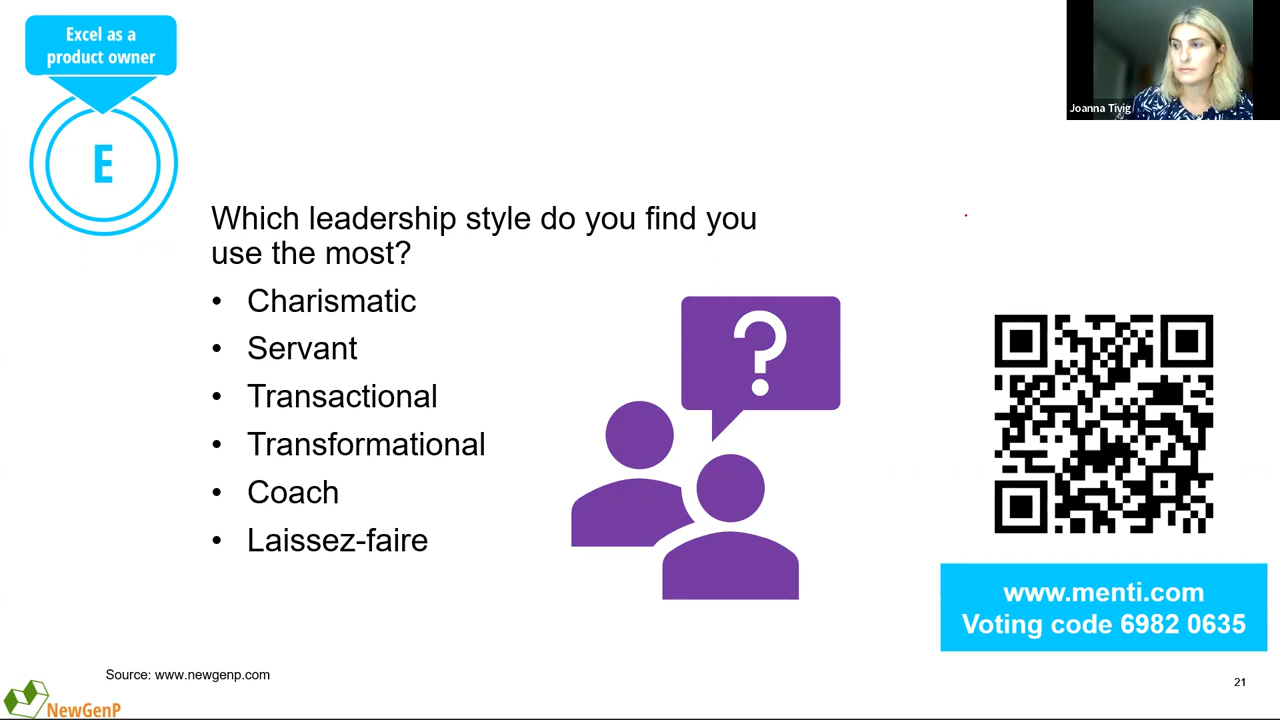 Excel as a
product owner
E
Joanna Tivig
Which leadership style do you find you
use the most?
• Charismatic
• Servant
• Transactional
• Transformational
• Coach
• Laissez-faire
?
www.menti.com
Voting code 6982 0635
Source: www.newgenp.com
21
NewGenP